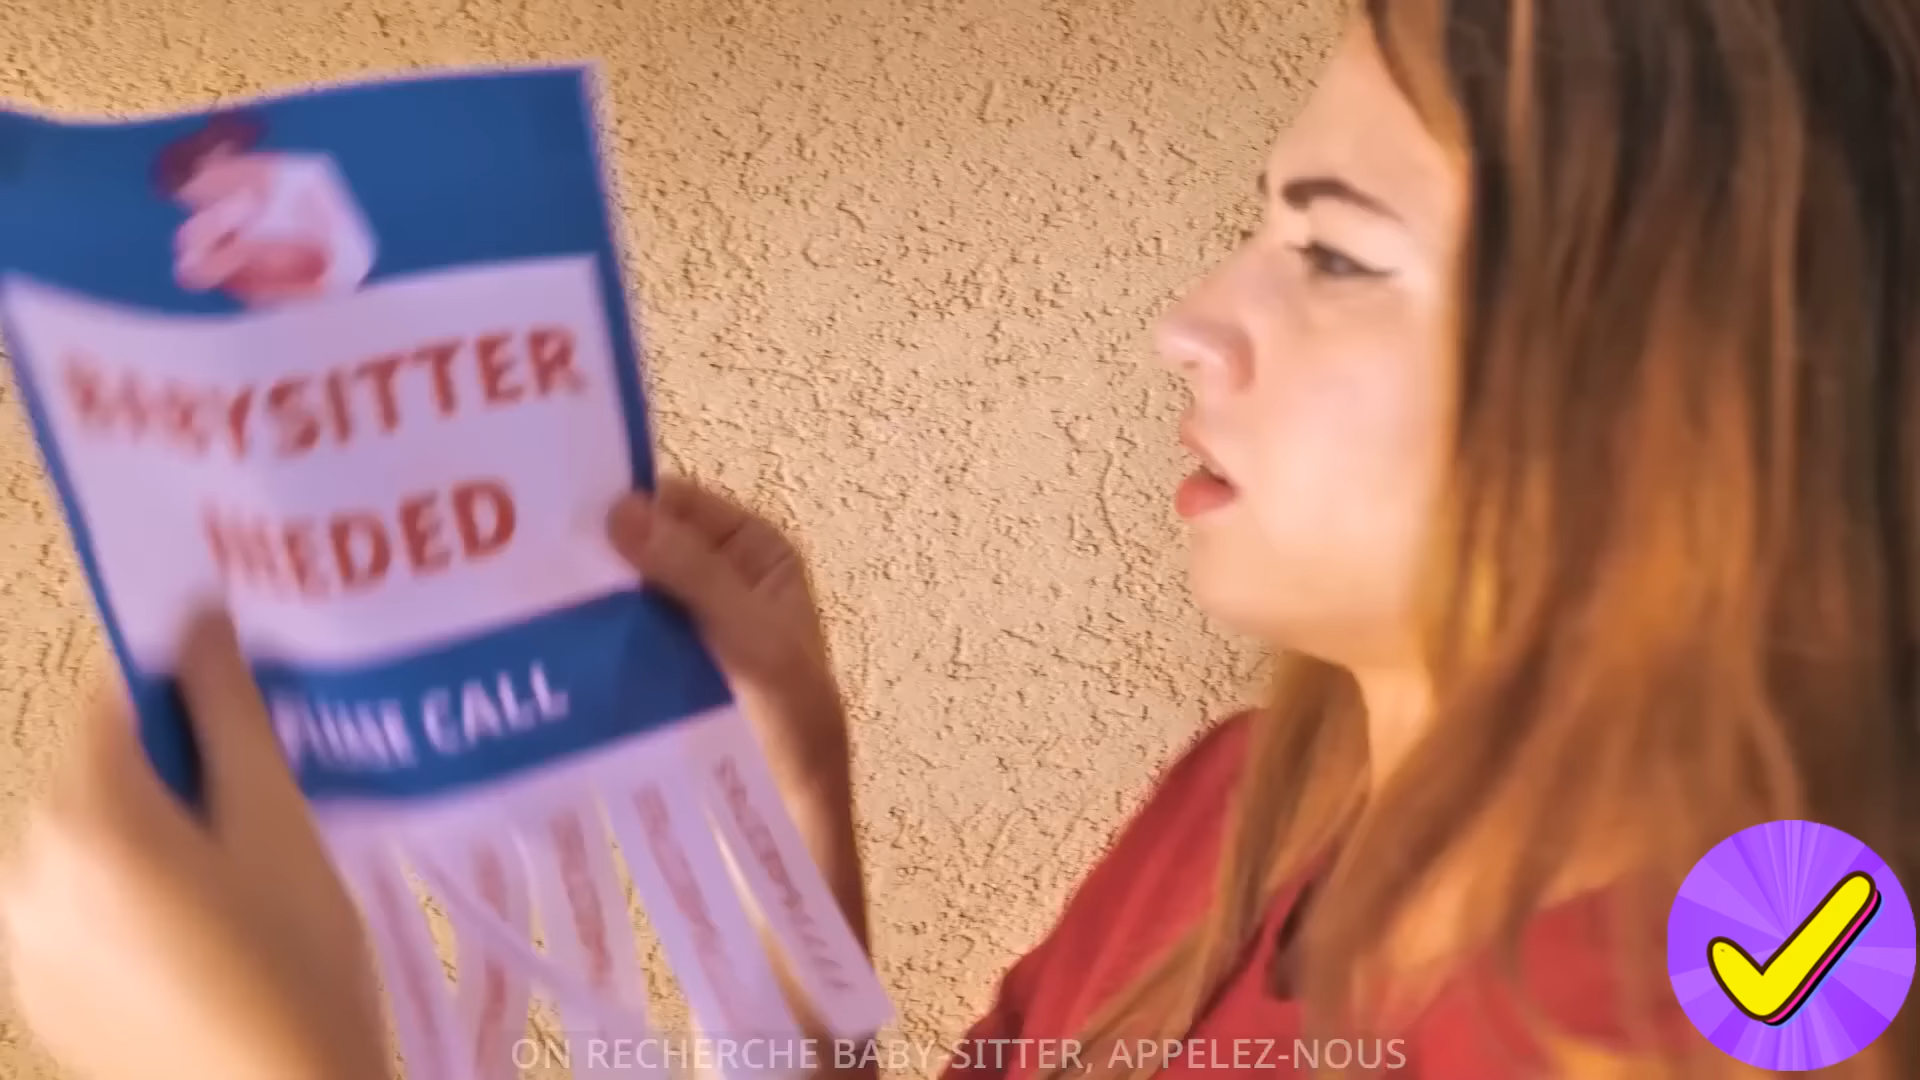 BABYSITTER
NEEDED
CALL
ON RECHERCHE BABY-SITTER, APPELEZ-NOUS